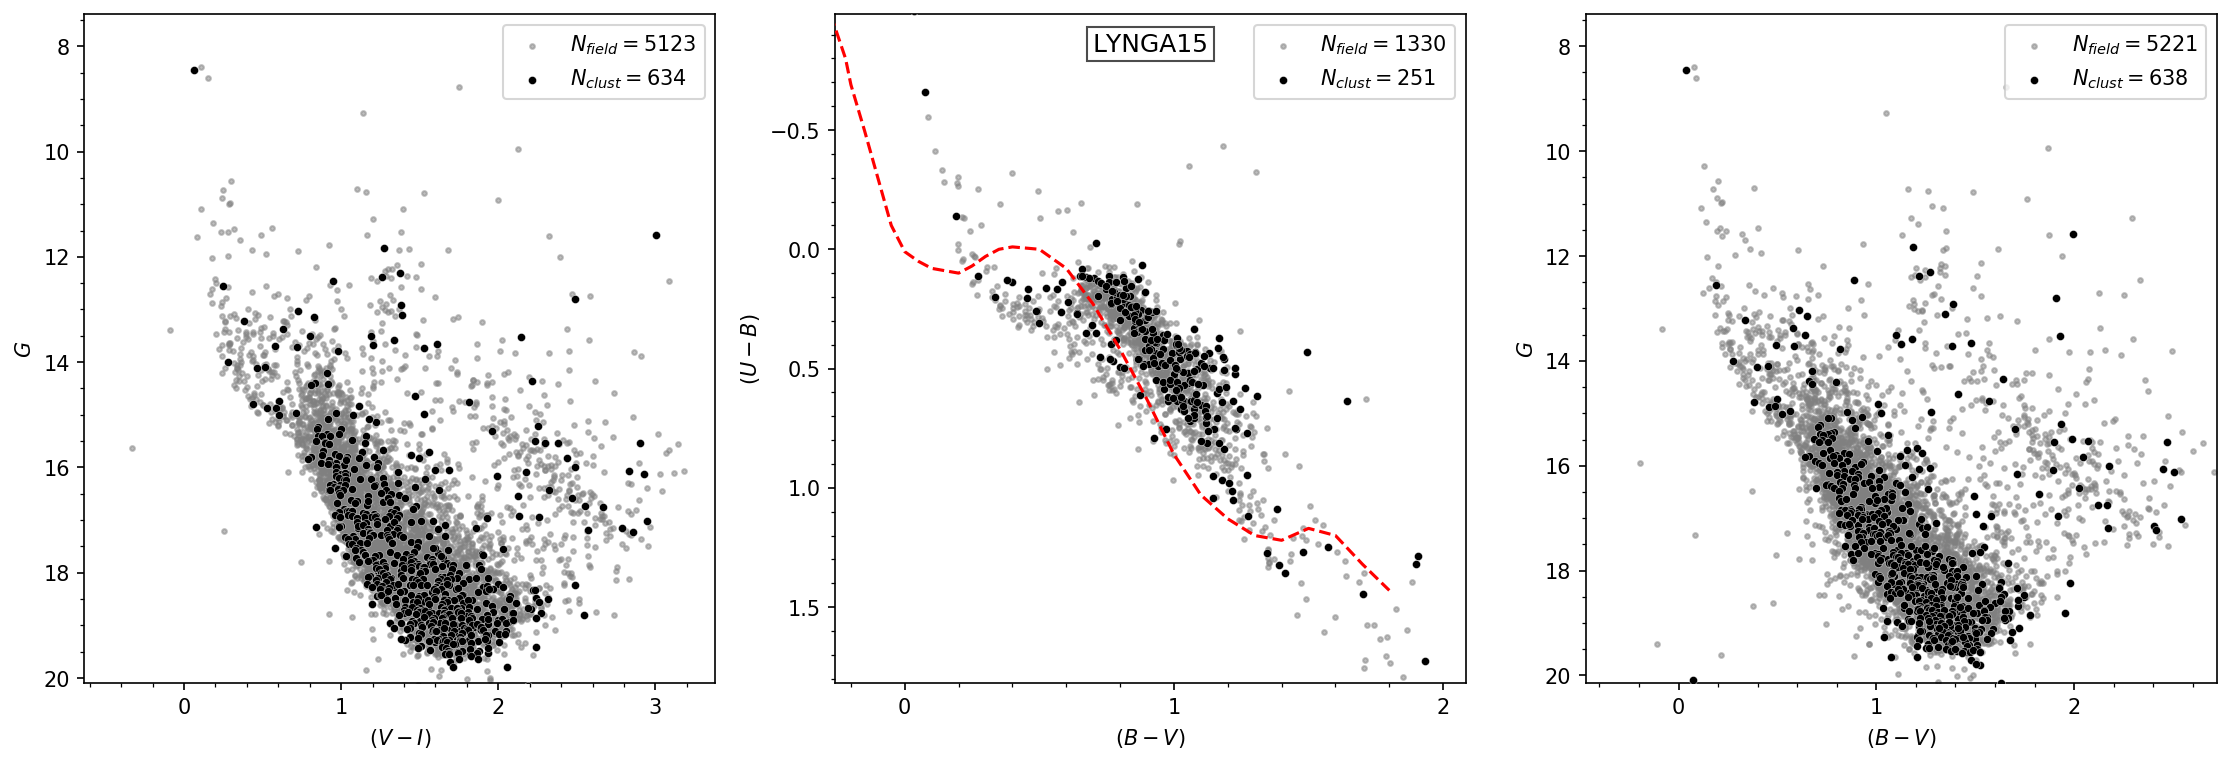 N_field = 5123
N_clust = 634
8
10
12
14
16
18
20
G
0
1
2
3
(V − I)
LYNGA15
N_field = 1330
N_clust = 251
−0.5
0.0
0.5
1.0
1.5
(U − B)
0
1
2
(B − V)
N_field = 5221
N_clust = 638
8
10
12
14
16
18
20
G
0
1
2
(B − V)